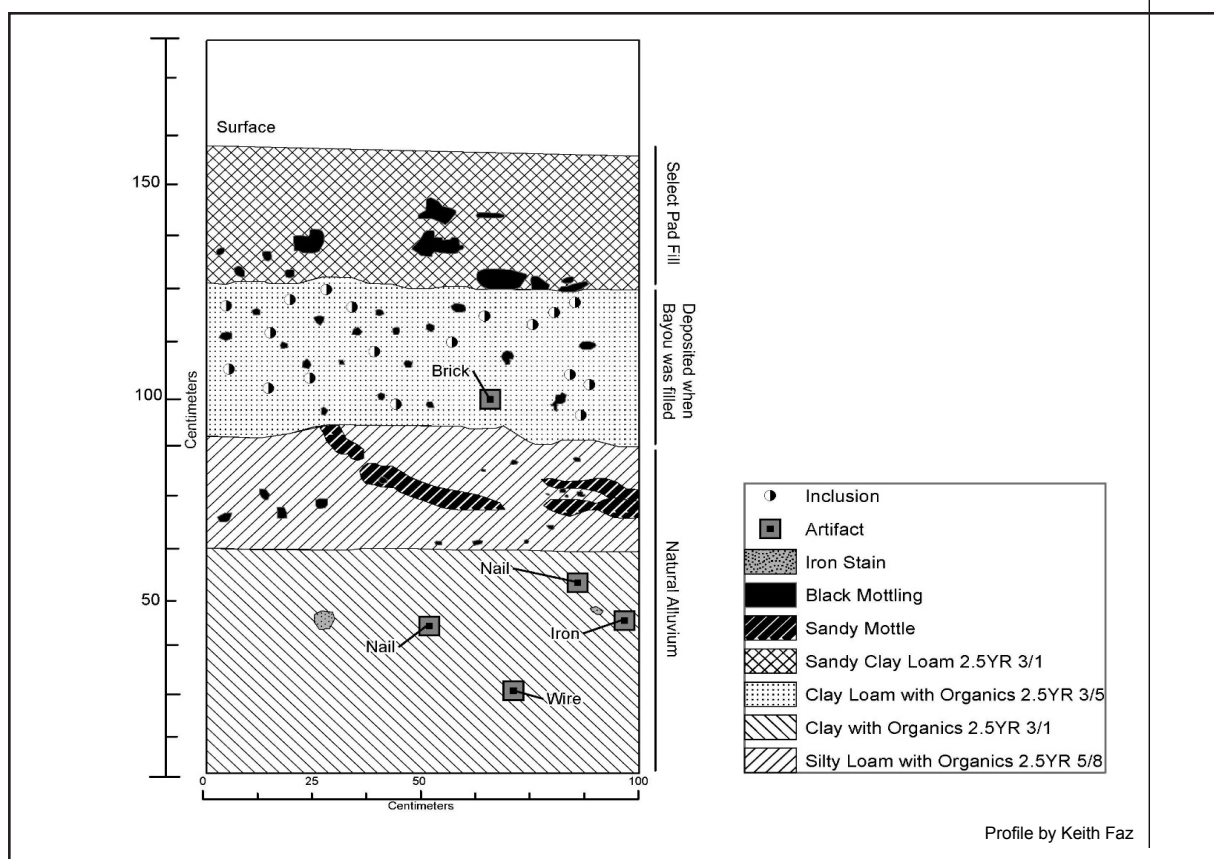 Surface
150
100
50
Centimeters
Select Pad Fill
Deposited when
Bayou was filled
Natural Alluvium
Brick
Nail
Nail
Iron
Wire
0
25
50
100
Centimeters
Inclusion
Artifact
Iron Stain
Black Mottling
Sandy Mottle
Sandy Clay Loam 2.5YR 3/1
Clay Loam with Organics 2.5YR 3/5
Clay with Organics 2.5YR 3/1
Silty Loam with Organics 2.5YR 5/8
Profile by Keith Faz